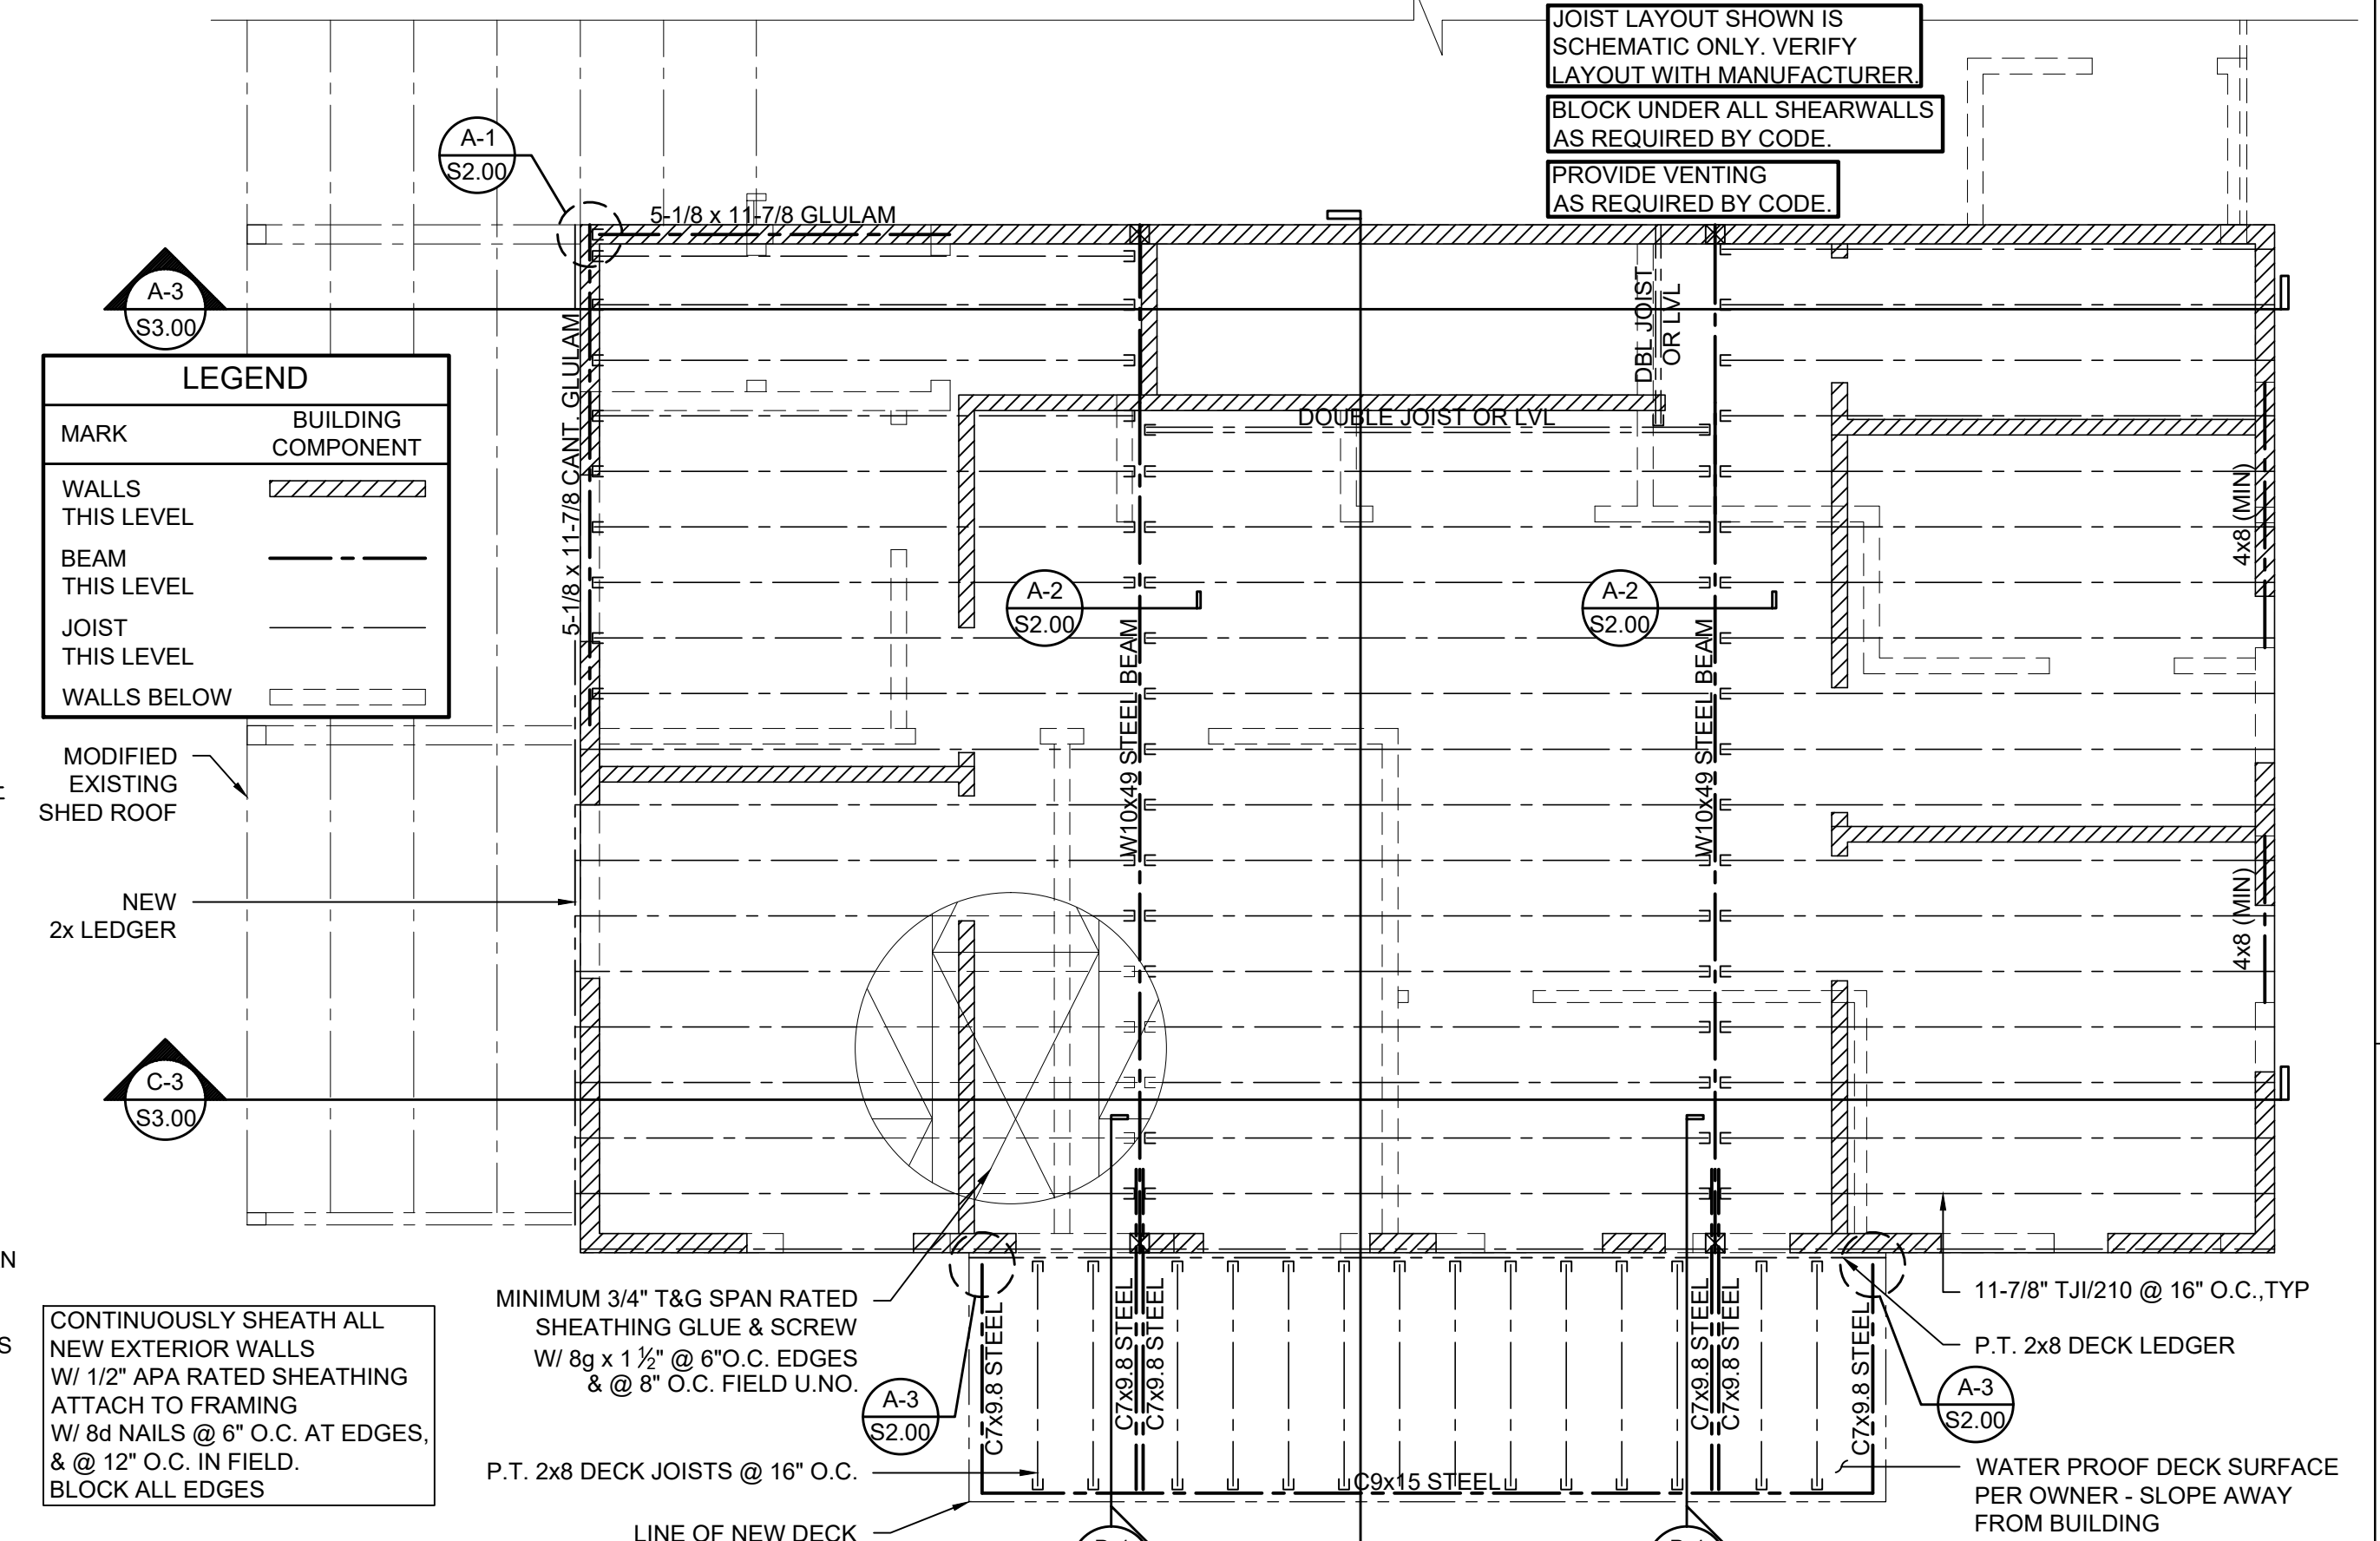 JOIST LAYOUT SHOWN IS
SCHEMATIC ONLY. VERIFY
LAYOUT WITH MANUFACTURER.
BLOCK UNDER ALL SHEARWALLS
AS REQUIRED BY CODE.
PROVIDE VENTING
AS REQUIRED BY CODE.
A-1
S2.00
5-1/8 x 11-7/8 GLULAM
A-3
S3.00
5-1/8 x 11-7/8 CANT. GLULAM
DBL JOIST
OR LVL
DOUBLE JOIST OR LVL
LEGEND
MARK
BUILDING
COMPONENT
WALLS
THIS LEVEL
BEAM
THIS LEVEL
JOIST
THIS LEVEL
WALLS BELOW
4x8 (MIN)
A-2
S2.00
A-2
S2.00
W10x49 STEEL BEAM
W10x49 STEEL BEAM
MODIFIED
EXISTING
SHED ROOF
NEW
2x LEDGER
4x8 (MIN)
C-3
S3.00
N
S
CONTINUOUSLY SHEATH ALL
NEW EXTERIOR WALLS
W/ 1/2" APA RATED SHEATHING
ATTACH TO FRAMING
W/ 8d NAILS @ 6" O.C. AT EDGES,
& @ 12" O.C. IN FIELD.
BLOCK ALL EDGES
MINIMUM 3/4" T&G SPAN RATED
SHEATHING GLUE & SCREW
W/ 8g x 1 ½" @ 6"O.C. EDGES
& @ 8" O.C. FIELD U.NO.
A-3
S2.00
P.T. 2x8 DECK JOISTS @ 16" O.C.
LINE OF NEW DECK
C7x9.8 STEEL
C7x9.8 STEEL
C7x9.8 STEEL
C7x9.8 STEEL
C7x9.8 STEEL
C7x9.8 STEEL
C9x15 STEEL
11-7/8" TJI/210 @ 16" O.C.,TYP
P.T. 2x8 DECK LEDGER
A-3
S2.00
WATER PROOF DECK SURFACE
PER OWNER - SLOPE AWAY
FROM BUILDING